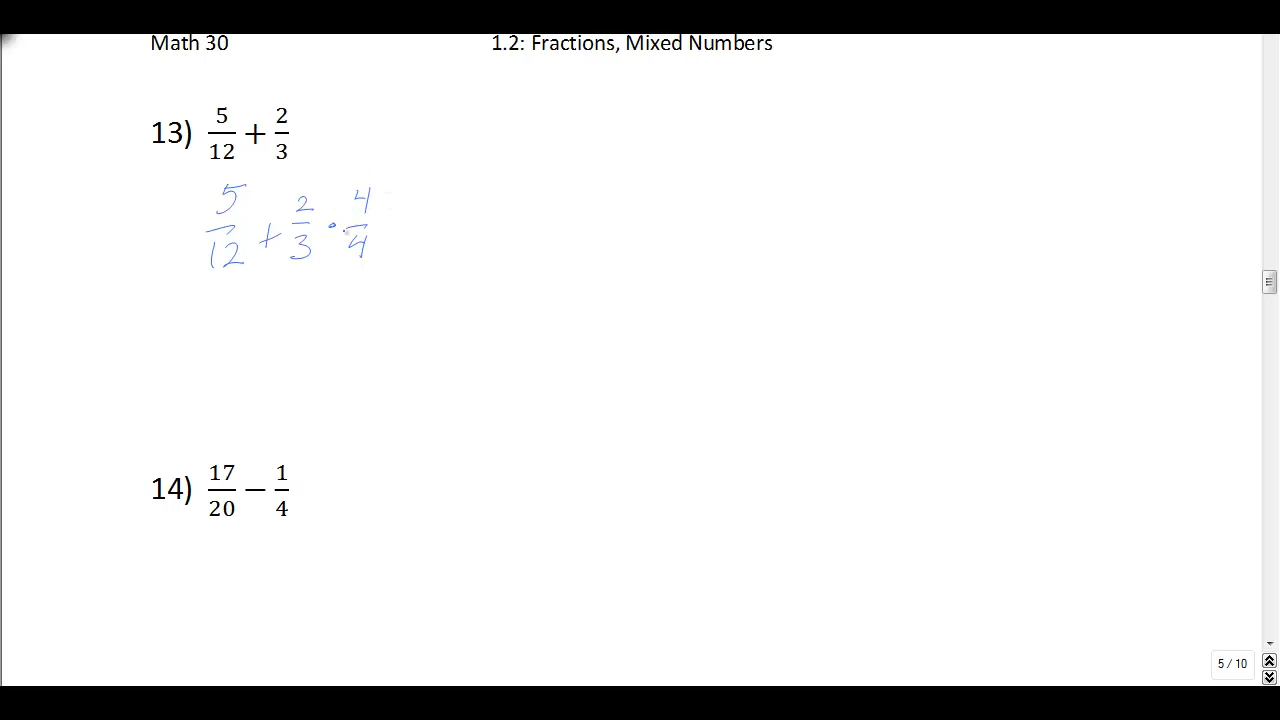 Math 30 1.2: Fractions, Mixed Numbers
13) 5/12 + 2/3
5/12 + 2/3 · 4/4
14) 17/20 − 1/4
5 / 10